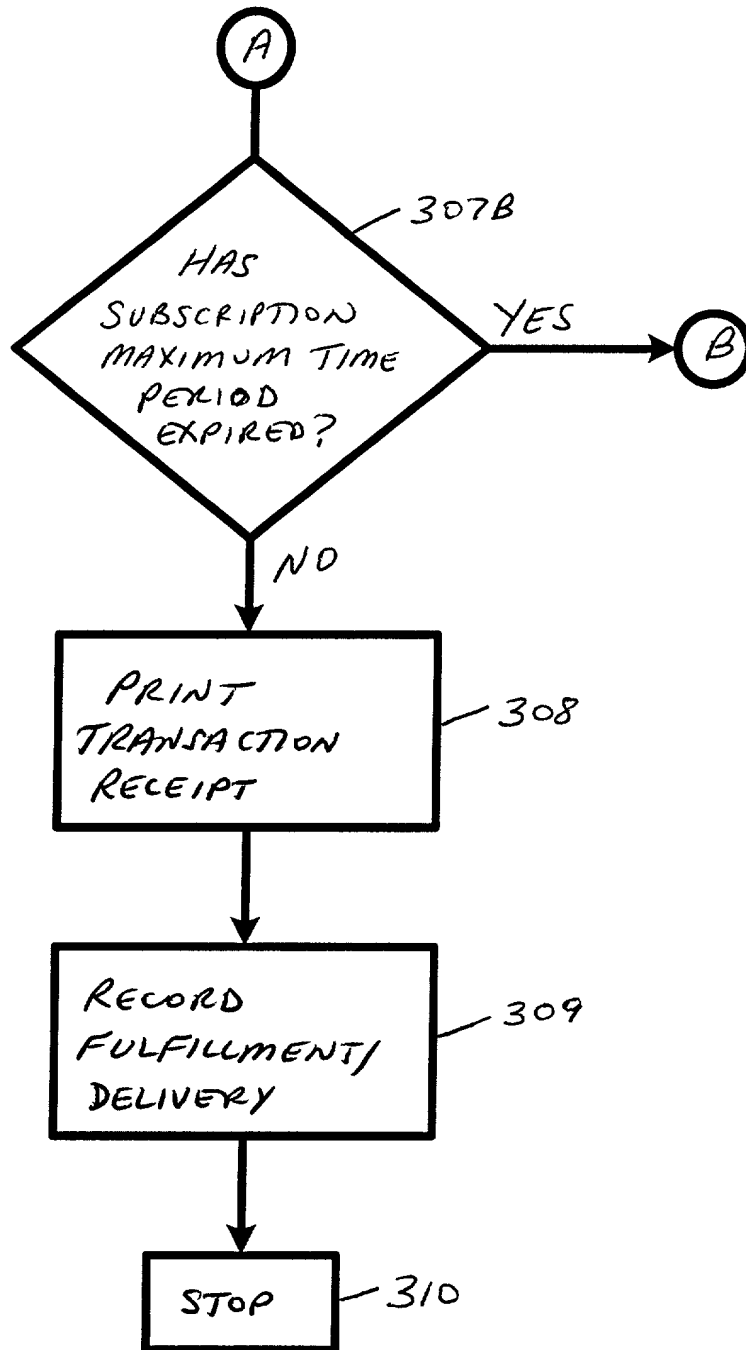 A
307B
HAS
SUBSCRIPTION
MAXIMUM TIME
PERIOD
EXPIRED?
YES
B
NO
PRINT
TRANSACTION
RECEIPT
308
RECORD
FULFILLMENT/
DELIVERY
309
STOP
310